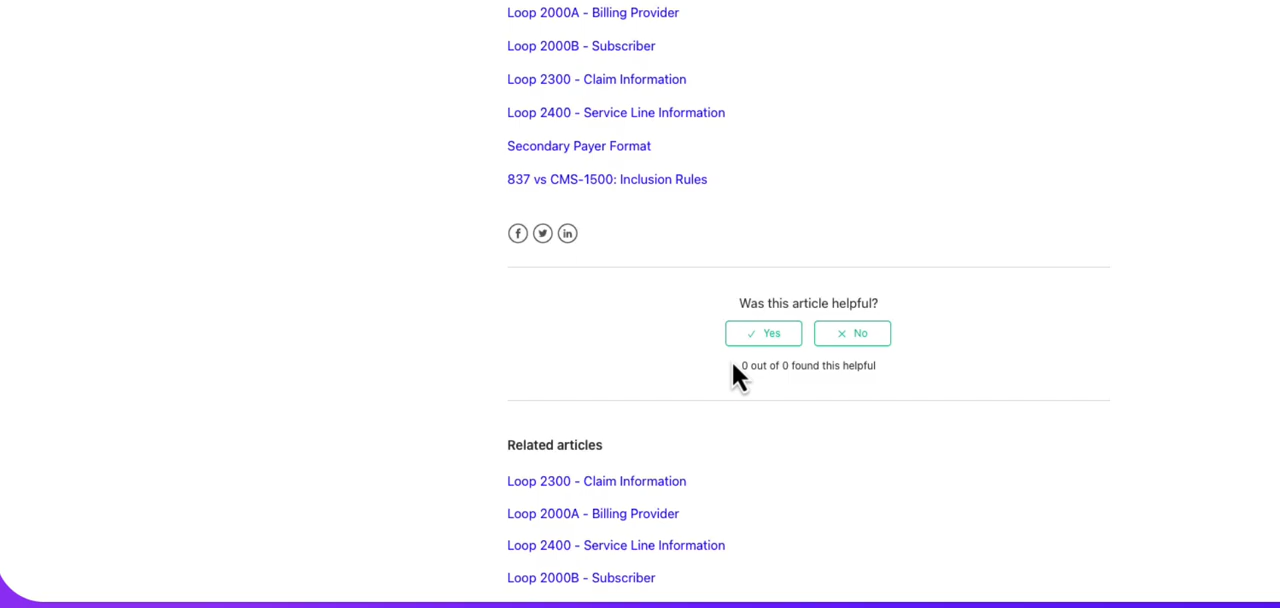 Loop 2000A - Billing Provider
Loop 2000B - Subscriber
Loop 2300 - Claim Information
Loop 2400 - Service Line Information
Secondary Payer Format
837 vs CMS-1500: Inclusion Rules
Was this article helpful?
Yes No
0 out of 0 found this helpful
Related articles
Loop 2300 - Claim Information
Loop 2000A - Billing Provider
Loop 2400 - Service Line Information
Loop 2000B - Subscriber